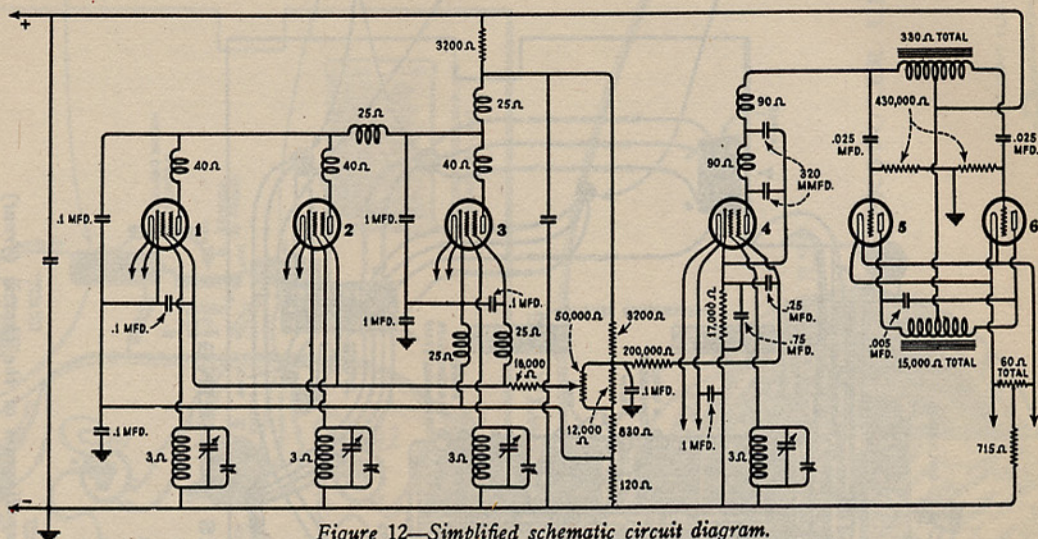 +
3200 Ω
330 Ω TOTAL
25 Ω
25 Ω
90 Ω
430,000 Ω
.025
MFD.
.025
MFD.
40 Ω
40 Ω
40 Ω
90 Ω
320
MMFD.
.1 MFD.
1 MFD.
1
2
3
4
5
6
.1 MFD.
.1 MFD.
1 MFD.
25 Ω
25 Ω
50,000 Ω
3200 Ω
17,000 Ω
.25
MFD.
.75
MFD.
200,000 Ω
.005
MFD.
15,000 Ω TOTAL
60 Ω
TOTAL
Ω
.1 MFD.
12,000
Ω
.1 MFD.
3 Ω
3 Ω
3 Ω
830 Ω
1 MFD.
3 Ω
715 Ω
120 Ω
-
Figure 12—Simplified schematic circuit diagram.